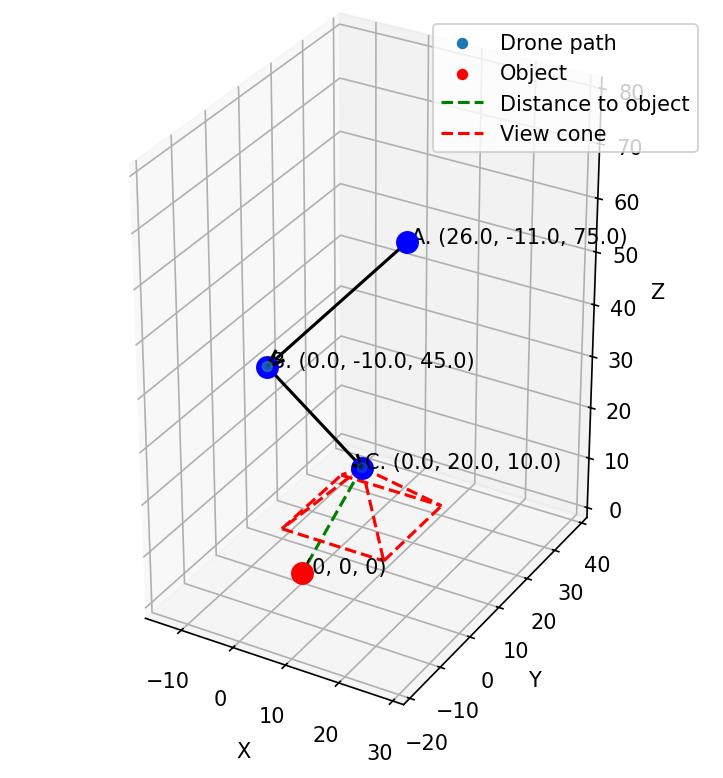 Drone path
Object
Distance to object
View cone
A. (26.0, -11.0, 75.0)
B. (0.0, -10.0, 45.0)
C. (0.0, 20.0, 10.0)
(0, 0, 0)
80
70
60
50
40
30
20
10
0
Z
−10
0
10
20
30
X
−20
−10
0
10
20
30
40
Y